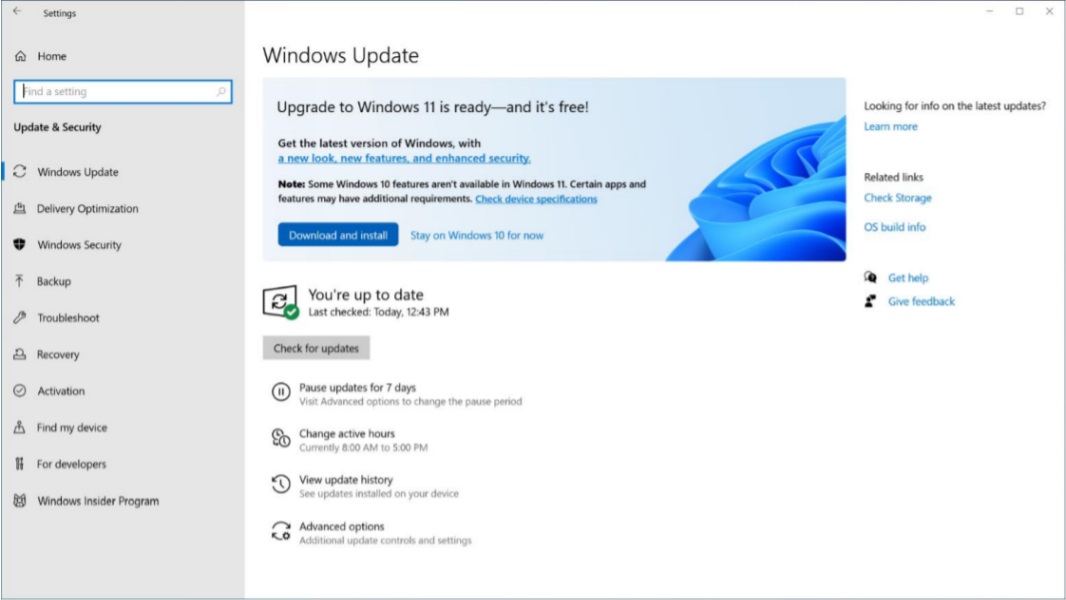 Settings
Home
Find a setting
Update & Security
Windows Update
Delivery Optimization
Windows Security
Backup
Troubleshoot
Recovery
Activation
Find my device
For developers
Windows Insider Program
Windows Update
Upgrade to Windows 11 is ready—and it's free!
Get the latest version of Windows, with
a new look, new features, and enhanced security.
Note: Some Windows 10 features aren't available in Windows 11. Certain apps and
features may have additional requirements. Check device specifications
Download and install
Stay on Windows 10 for now
You're up to date
Last checked: Today, 12:43 PM
Check for updates
Pause updates for 7 days
Visit Advanced options to change the pause period
Change active hours
Currently 8:00 AM to 5:00 PM
View update history
See updates installed on your device
Advanced options
Additional update controls and settings
Looking for info on the latest updates?
Learn more
Related links
Check Storage
OS build info
Get help
Give feedback